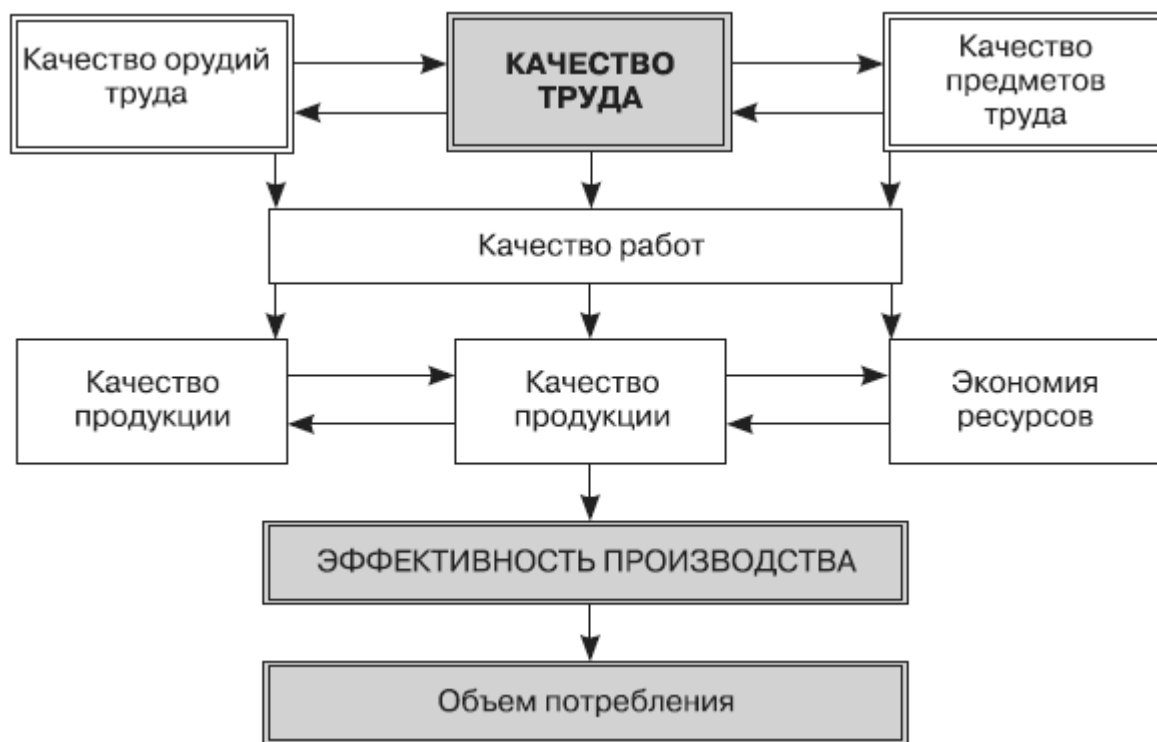 Качество орудий
труда
КАЧЕСТВО
ТРУДА
Качество
предметов
труда
Качество работ
Качество
продукции
Качество
продукции
Экономия
ресурсов
ЭФФЕКТИВНОСТЬ ПРОИЗВОДСТВА
Объем потребления